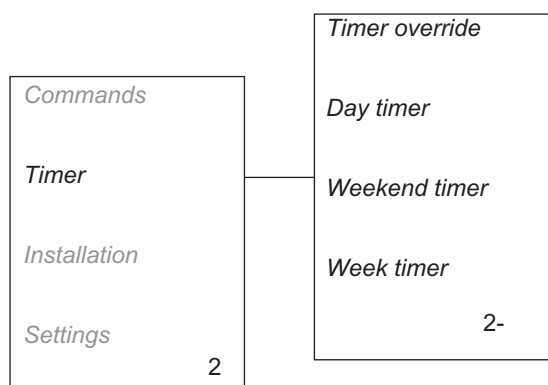 Commands
Timer
Installation
Settings
2
Timer override
Day timer
Weekend timer
Week timer
2-